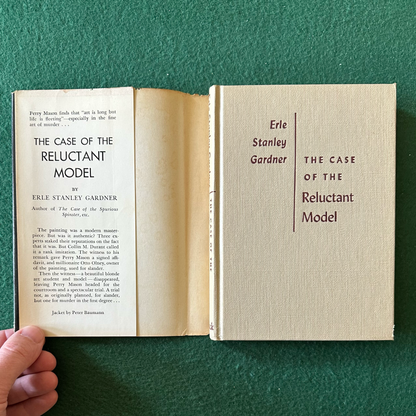 Perry Mason finds that "art is long but
life is fleeting"—especially in the fine
art of murder . . .
THE CASE OF THE
RELUCTANT
MODEL
BY
ERLE STANLEY GARDNER
Author of The Case of the Spurious
Spinster, etc.
The painting was a modern master-
piece. But was it authentic? Three ex-
perts staked their reputations on the fact
that it was. But Collin M. Durant called
it a rank imitation. The witness to his
remark gave Perry Mason a signed affi-
davit, and millionaire Otto Olney, owner
of the painting, sued for slander.
Then the witness—a beautiful blonde
art student and model—disappeared,
leaving Perry Mason headed for the
courtroom and a spectacular trial. A trial
not, as originally planned, for slander,
but one for murder in the first degree . . .
Jacket by Peter Baumann
Erle
Stanley
Gardner
THE CASE
OF THE
Reluctant
Model